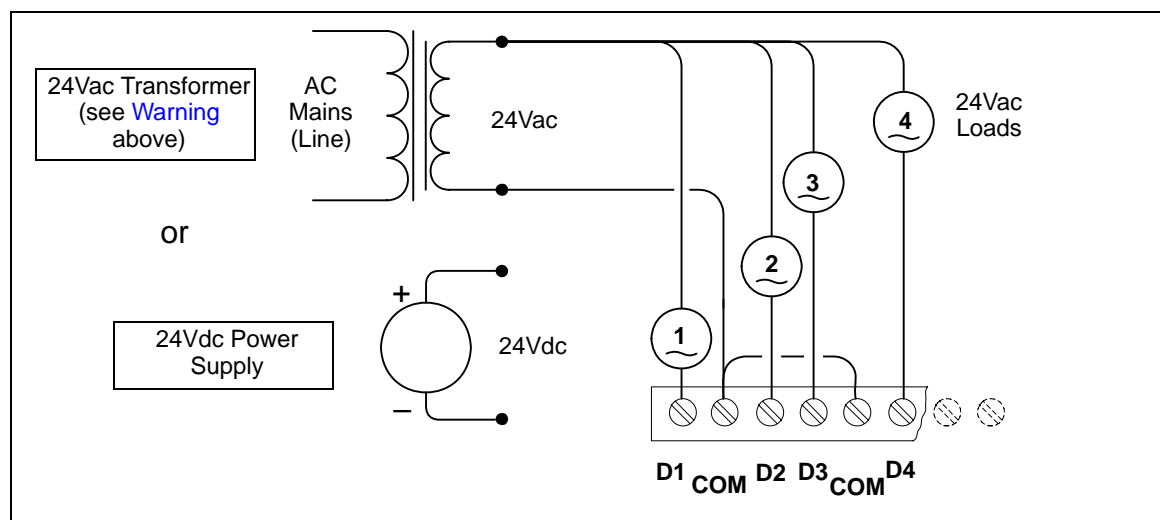 24Vac Transformer
(see Warning
above)
AC
Mains
(Line)
24Vac
24Vac
Loads
4
3
2
1
or
24Vdc Power
Supply
+
−
24Vdc
D1 COM D2 D3 COM D4